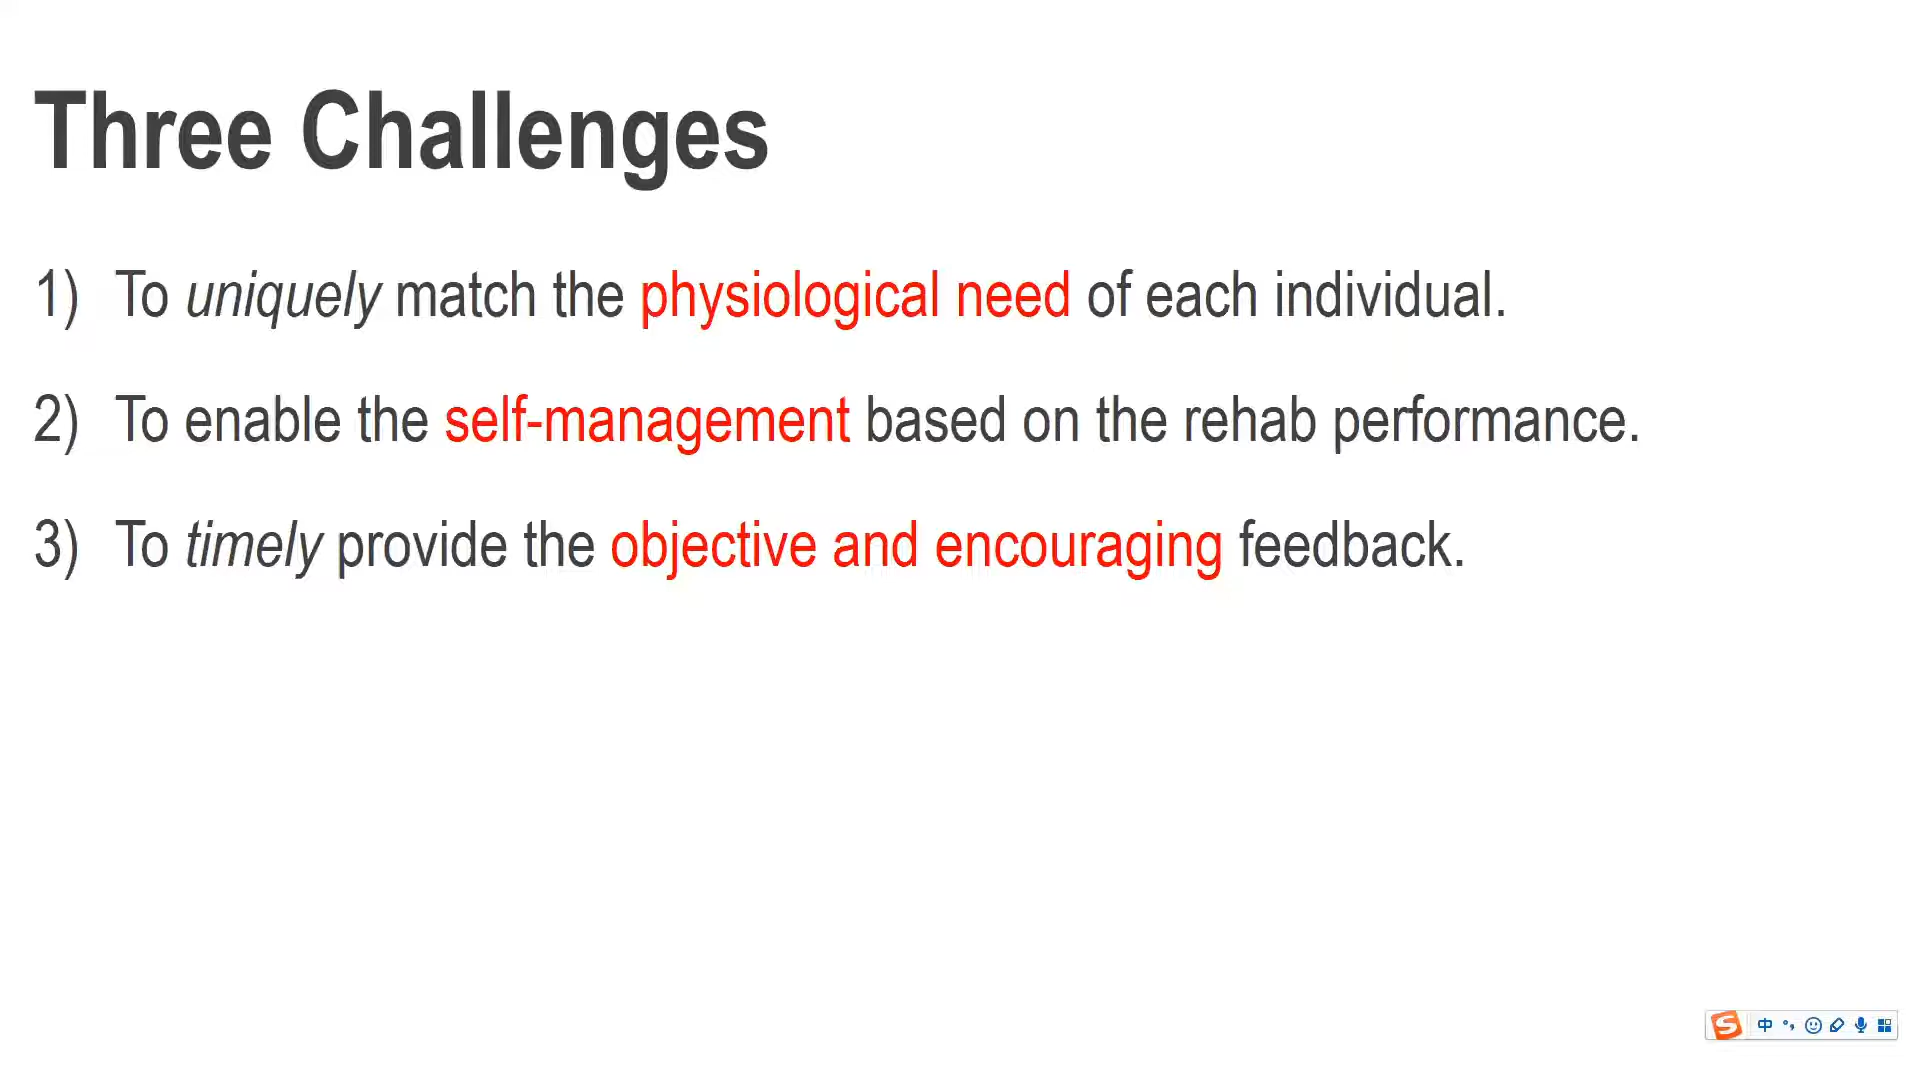 Three Challenges
1) To uniquely match the physiological need of each individual.
2) To enable the self-management based on the rehab performance.
3) To timely provide the objective and encouraging feedback.
S 中